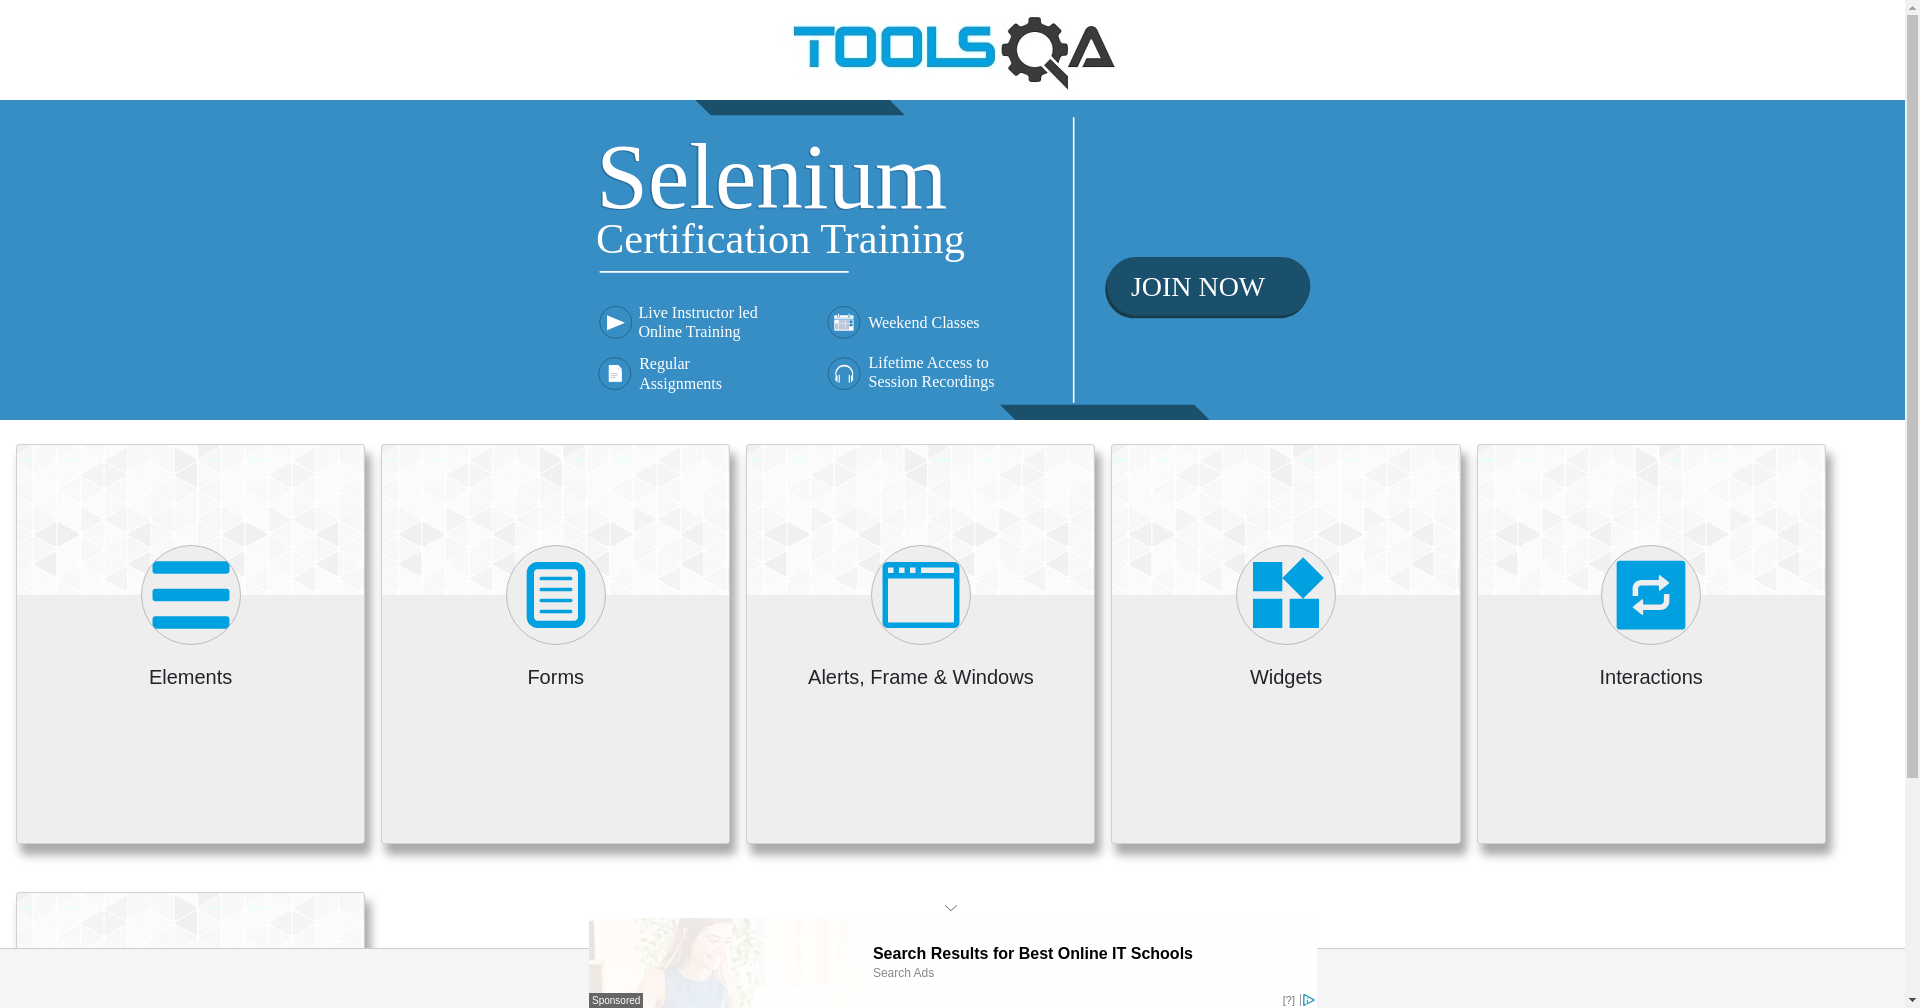 TOOLSQA
Selenium
Certification Training
Live Instructor led
Online Training
Weekend Classes
Regular
Assignments
Lifetime Access to
Session Recordings
JOIN NOW
Elements
Forms
Alerts, Frame & Windows
Widgets
Interactions
Search Results for Best Online IT Schools
Search Ads
Sponsored
[?]